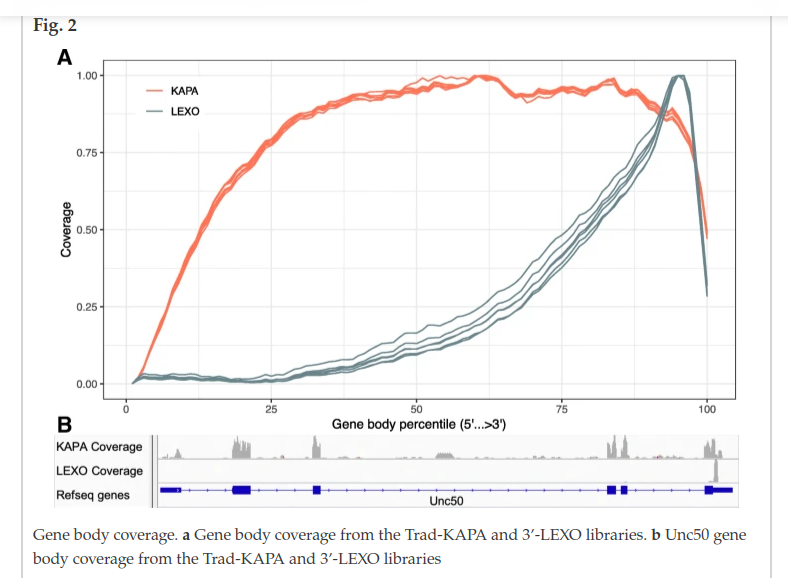 Fig. 2
A
1.00
KAPA
LEXO
0.75
0.50
0.25
0.00
Coverage
0
25
50
75
100
Gene body percentile (5'...>3')
B
KAPA Coverage
LEXO Coverage
Refseq genes
Unc50
Gene body coverage. a Gene body coverage from the Trad-KAPA and 3′-LEXO libraries. b Unc50 gene
body coverage from the Trad-KAPA and 3′-LEXO libraries